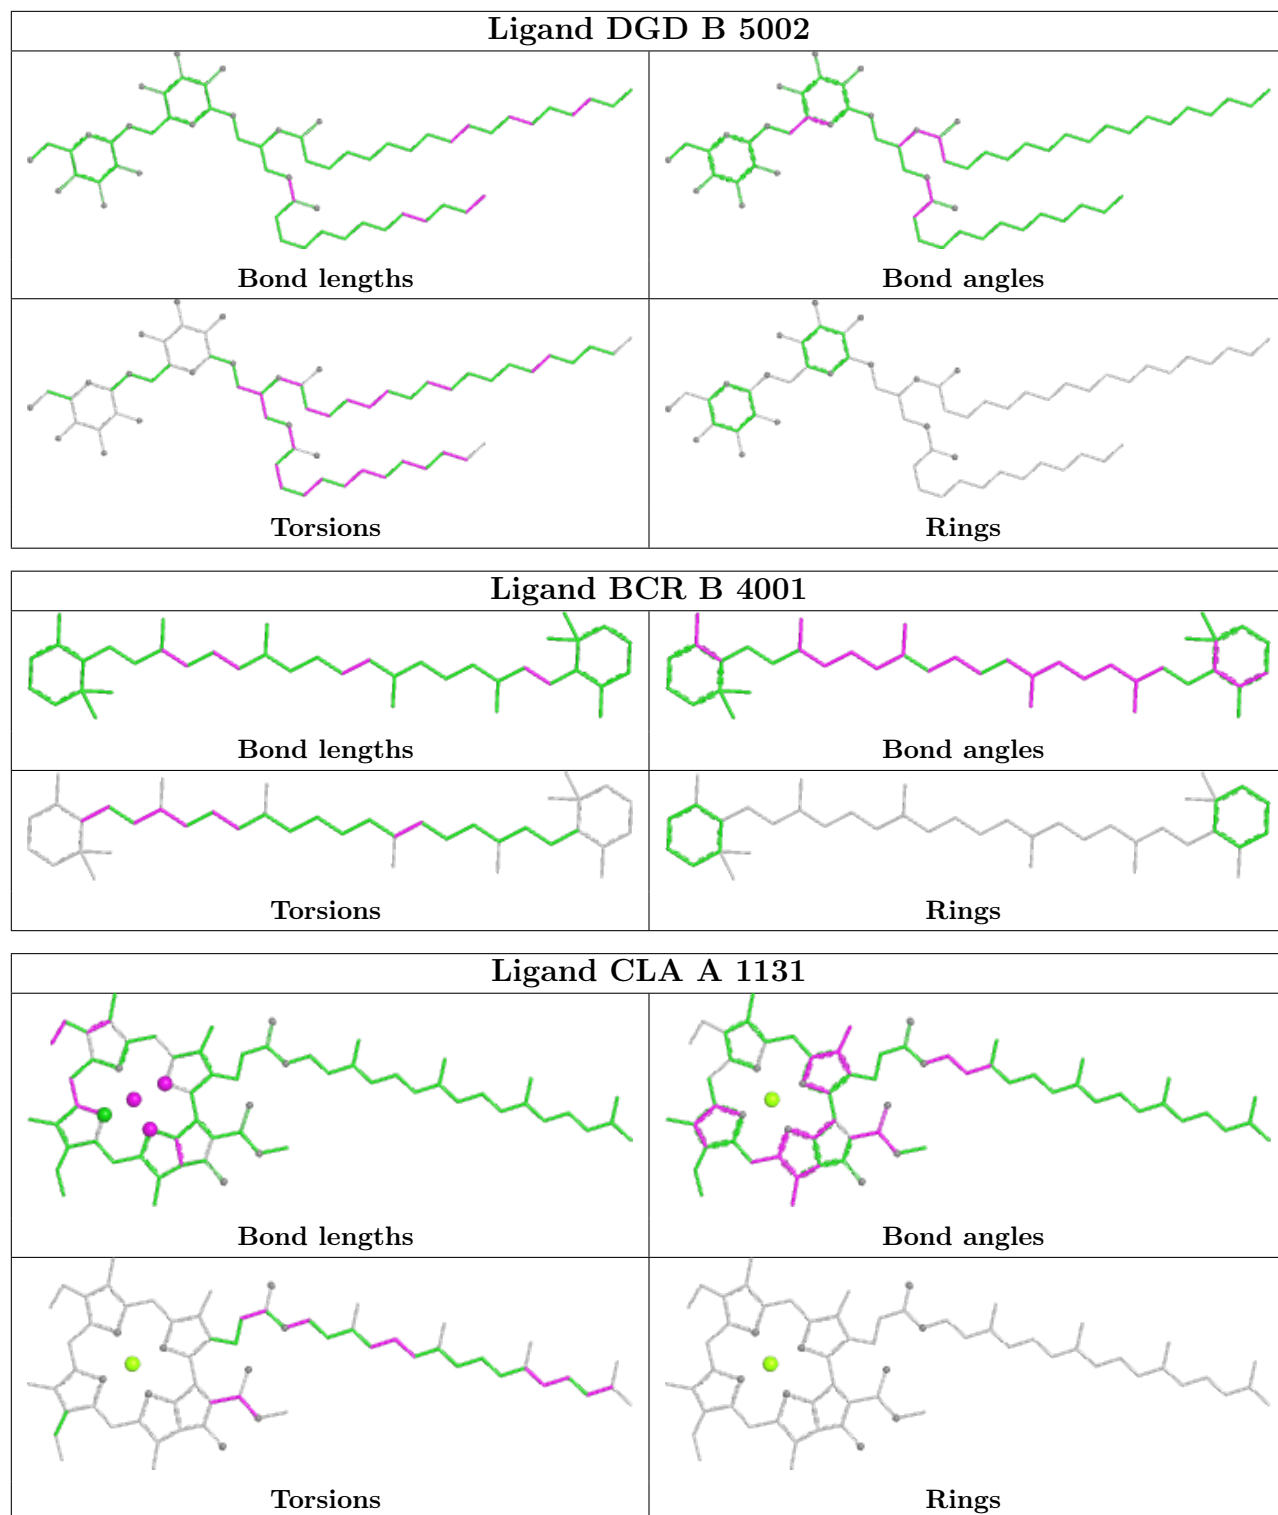 Ligand DGD B 5002
Bond lengths
Bond angles
Torsions
Rings
Ligand BCR B 4001
Bond lengths
Bond angles
Torsions
Rings
Ligand CLA A 1131
Bond lengths
Bond angles
Torsions
Rings